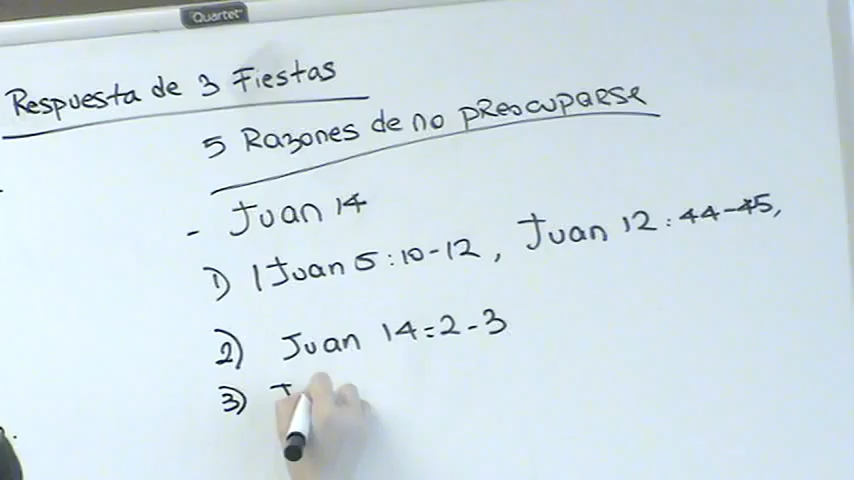 Quartet
Respuesta de 3 Fiestas
5 Razones de no preocuparse
- Juan 14
1) 1 Juan 5:10-12, Juan 12:44-45,
2) Juan 14:2-3
3)